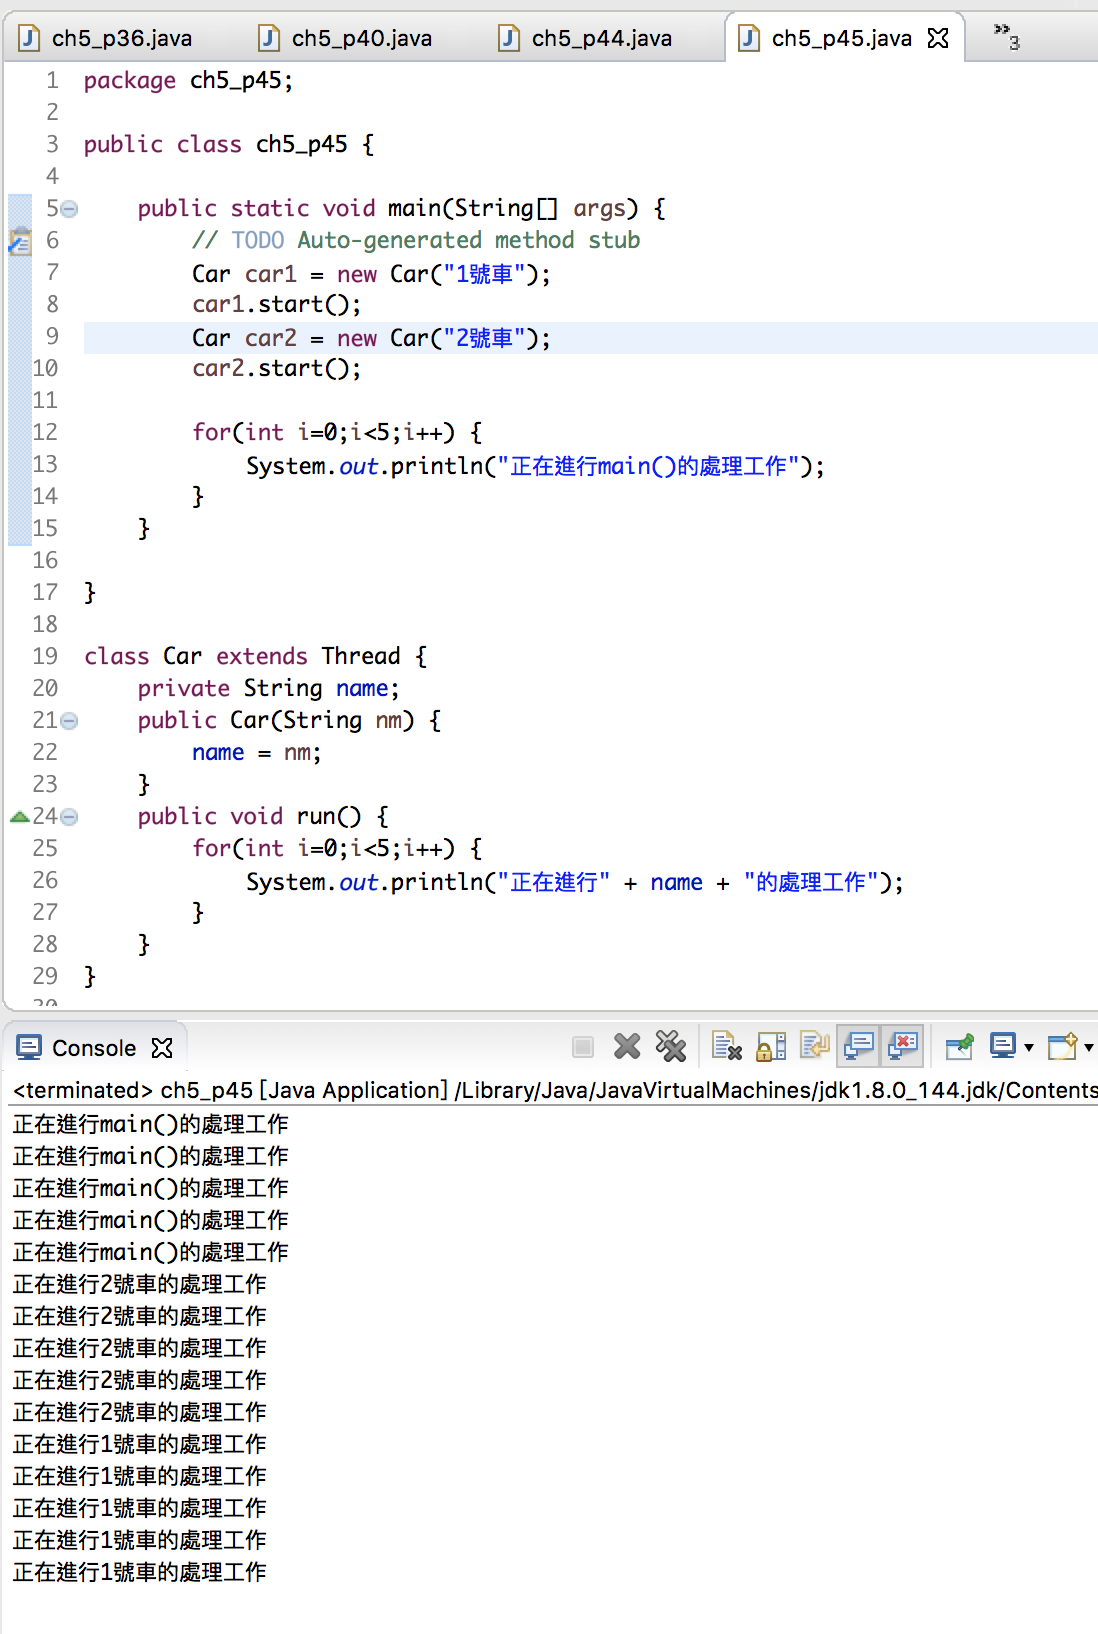 ch5_p36.java ch5_p40.java ch5_p44.java ch5_p45.java »3
1 package ch5_p45;
2
3 public class ch5_p45 {
4
5 public static void main(String[] args) {
6 // TODO Auto-generated method stub
7 Car car1 = new Car("1號車");
8 car1.start();
9 Car car2 = new Car("2號車");
10 car2.start();
11
12 for(int i=0;i<5;i++) {
13 System.out.println("正在進行main()的處理工作");
14 }
15 }
16
17 }
18
19 class Car extends Thread {
20 private String name;
21 public Car(String nm) {
22 name = nm;
23 }
24 public void run() {
25 for(int i=0;i<5;i++) {
26 System.out.println("正在進行" + name + "的處理工作");
27 }
28 }
29 }
Console
<terminated> ch5_p45 [Java Application] /Library/Java/JavaVirtualMachines/jdk1.8.0_144.jdk/Contents
正在進行main()的處理工作
正在進行main()的處理工作
正在進行main()的處理工作
正在進行main()的處理工作
正在進行main()的處理工作
正在進行2號車的處理工作
正在進行2號車的處理工作
正在進行2號車的處理工作
正在進行2號車的處理工作
正在進行2號車的處理工作
正在進行1號車的處理工作
正在進行1號車的處理工作
正在進行1號車的處理工作
正在進行1號車的處理工作
正在進行1號車的處理工作